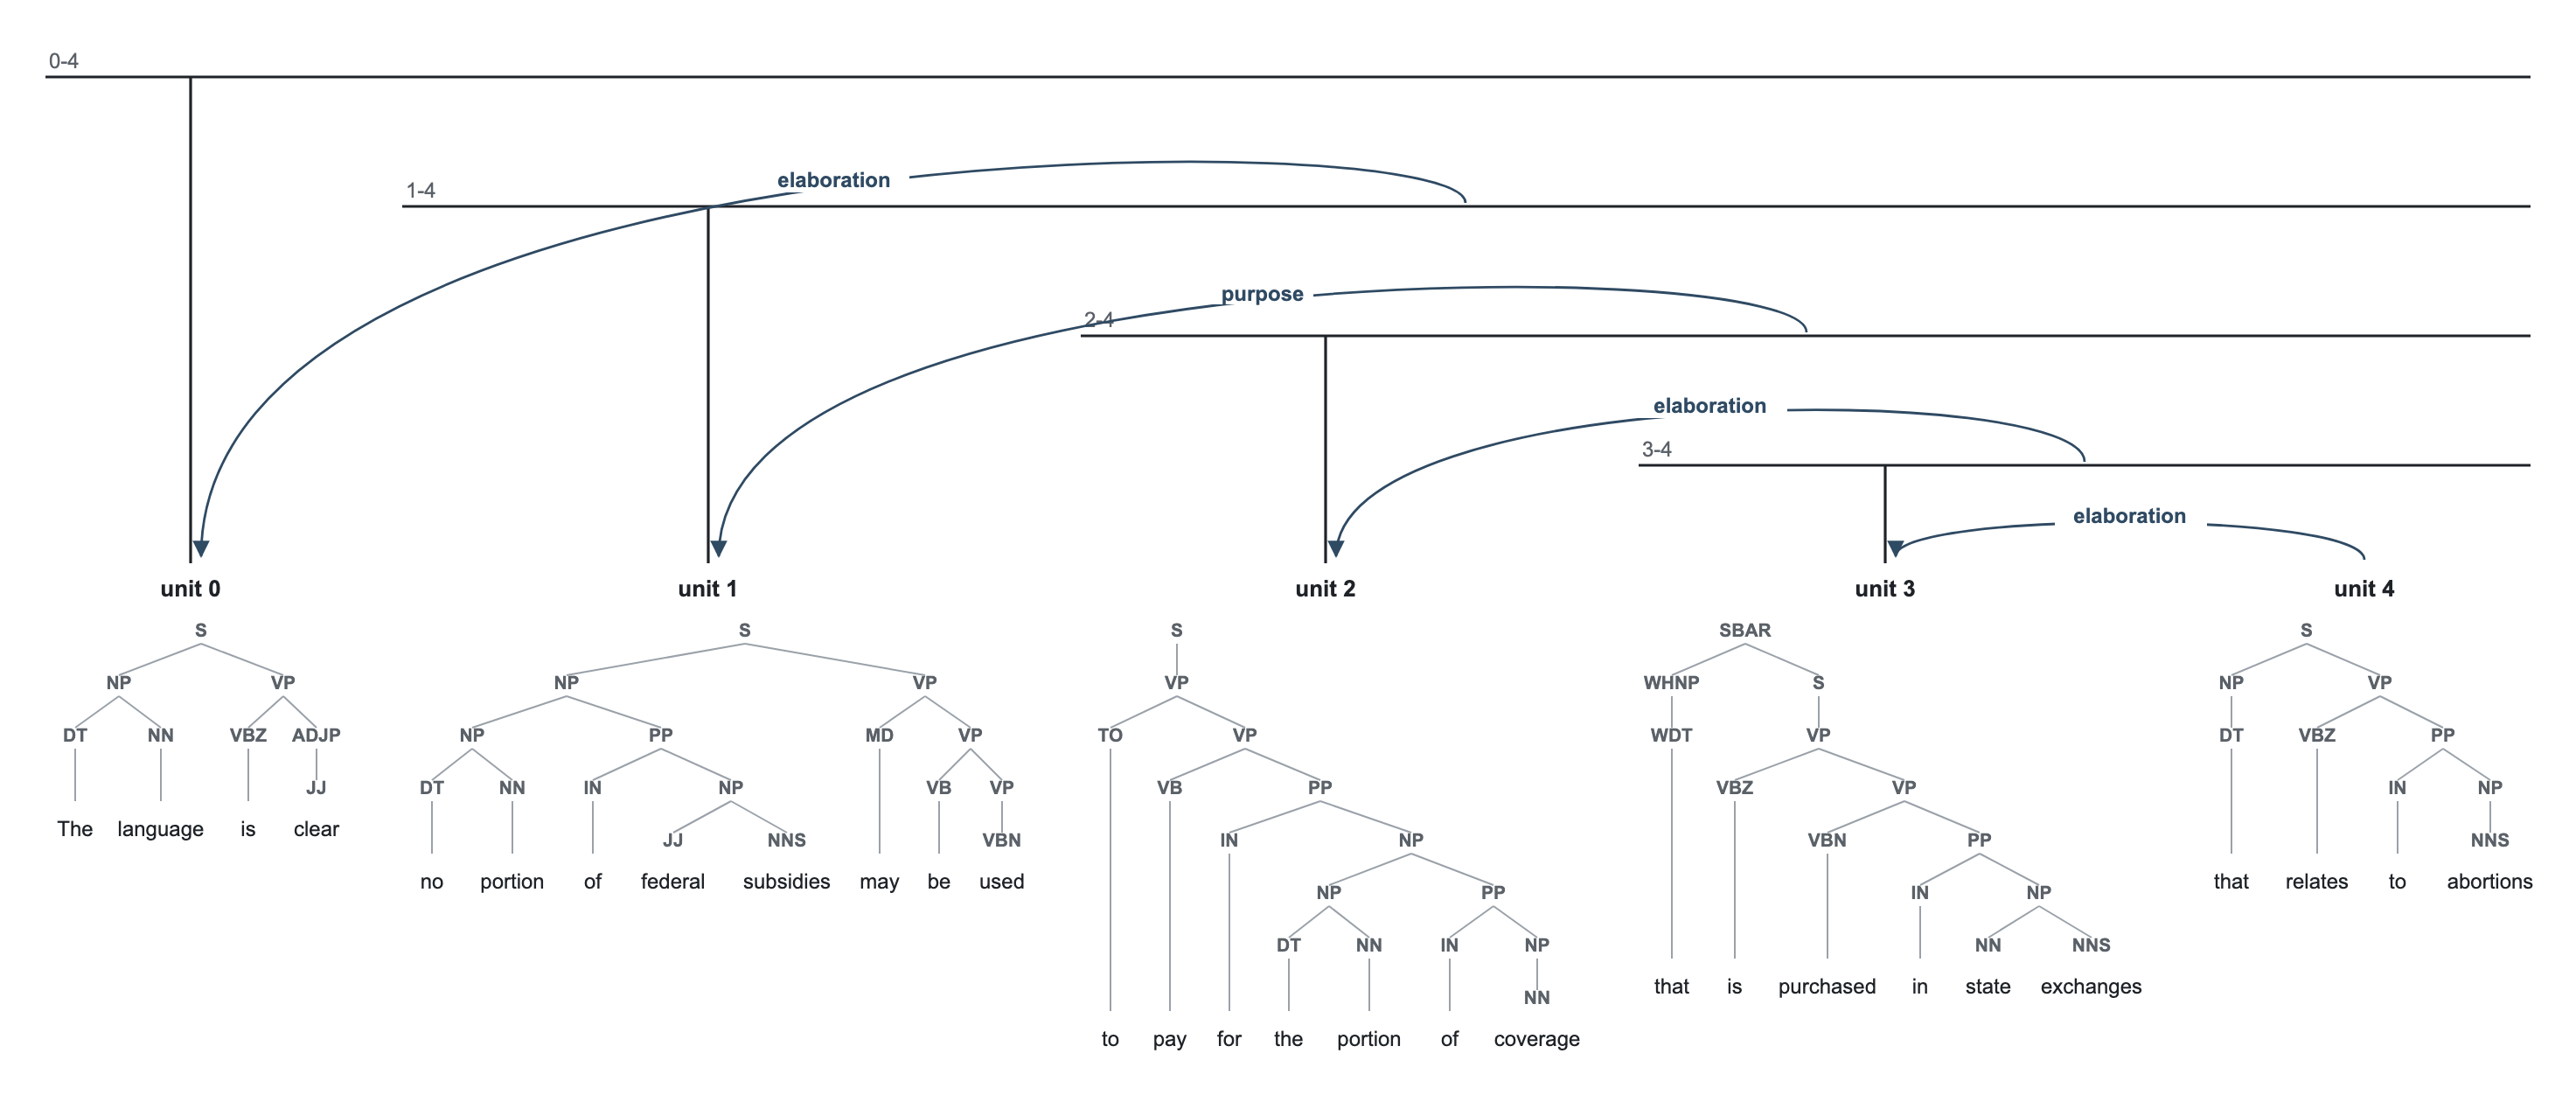 0-4
elaboration
1-4
purpose
2-4
elaboration
3-4
elaboration
unit 0 unit 1 unit 2 unit 3 unit 4
S S S SBAR S
NP VP NP VP VP WHNP S NP VP
DT NN VBZ ADJP NP PP MD VP TO VP WDT VP DT VBZ PP
JJ DT NN IN NP VB VP VB PP VBZ VP IN NP
The language is clear JJ NNS VBN IN NP VBN PP NNS
no portion of federal subsidies may be used NP PP IN NP that relates to abortions
DT NN IN NP NN NNS
that is purchased in state exchanges
NN
to pay for the portion of coverage